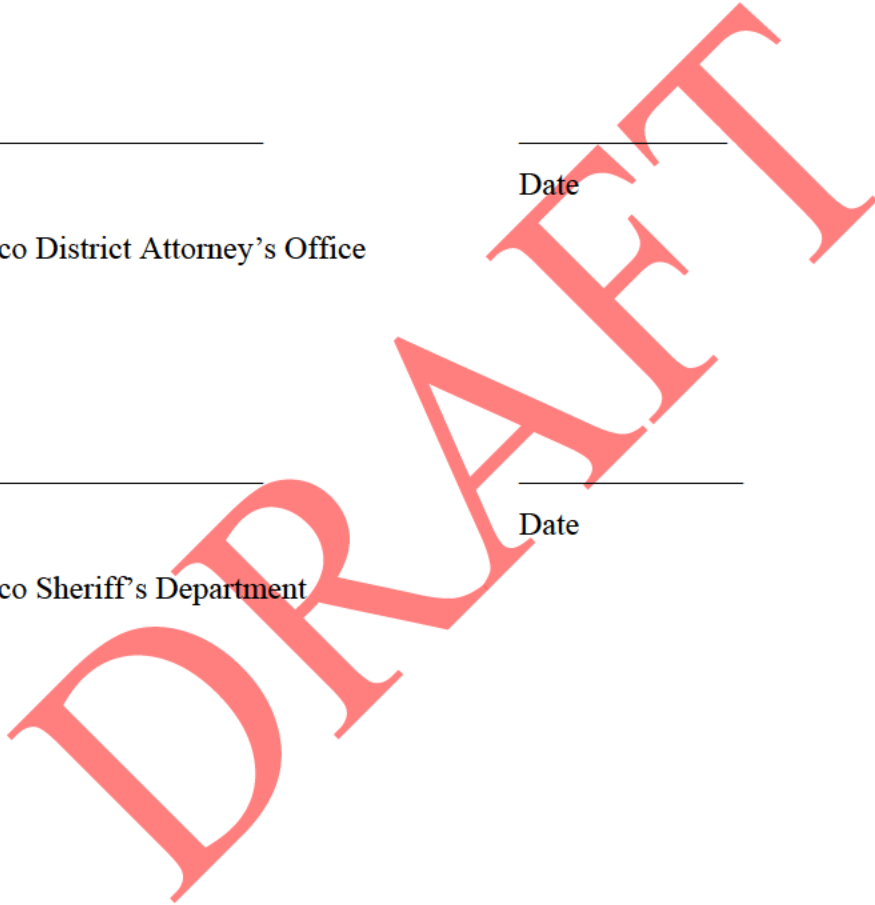 Date
co District Attorney’s Office
Date
co Sheriff’s Department
DRAFT